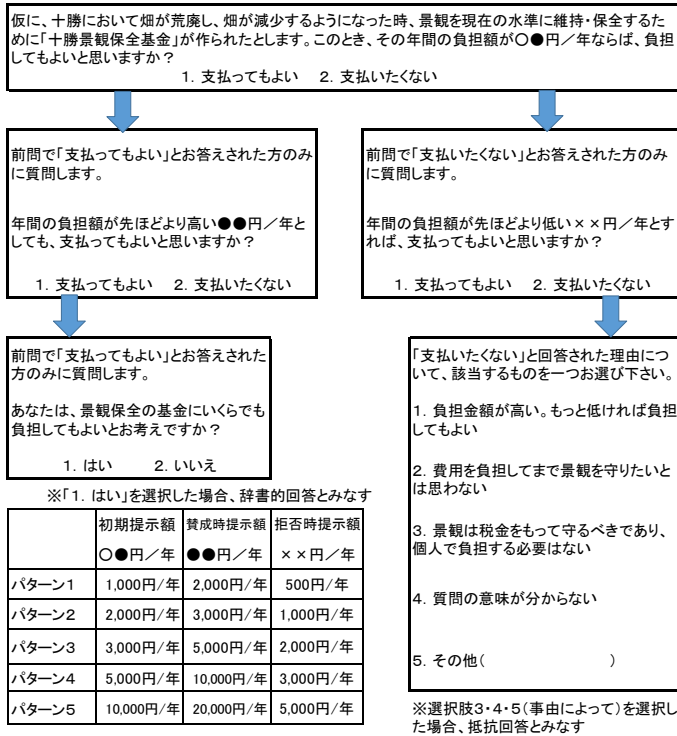 仮に、十勝において畑が荒廃し、畑が減少するようになった時、景観を現在の水準に維持・保全するた
めに「十勝景観保全基金」が作られたとします。このとき、その年間の負担額が〇●円／年ならば、負担
してもよいと思いますか？
1. 支払ってもよい　2. 支払いたくない
前問で「支払ってもよい」とお答えされた方のみ
に質問します。
年間の負担額が先ほどより高い●●円／年と
しても、支払ってもよいと思いますか？
1. 支払ってもよい　2. 支払いたくない
前問で「支払いたくない」とお答えされた方のみ
に質問します。
年間の負担額が先ほどより低い××円／年とす
れば、支払ってもよいと思いますか？
1. 支払ってもよい　2. 支払いたくない
前問で「支払ってもよい」とお答えされた
方のみに質問します。
あなたは、景観保全の基金にいくらでも
負担してもよいとお考えですか？
1. はい　2. いいえ
※「1. はい」を選択した場合、辞書的回答とみなす
初期提示額 賛成時提示額 拒否時提示額
〇●円／年 ●●円／年 ××円／年
パターン1 1,000円/年 2,000円/年 500円/年
パターン2 2,000円/年 3,000円/年 1,000円/年
パターン3 3,000円/年 5,000円/年 2,000円/年
パターン4 5,000円/年 10,000円/年 3,000円/年
パターン5 10,000円/年 20,000円/年 5,000円/年
「支払いたくない」と回答された理由につ
いて、該当するものを一つお選び下さい。
1. 負担金額が高い。もっと低ければ負担
してもよい
2. 費用を負担してまで景観を守りたいと
は思わない
3. 景観は税金をもって守るべきであり、
個人で負担する必要はない
4. 質問の意味が分からない
5. その他(　　　　　　)
※選択肢3・4・5(事由によって)を選択し
た場合、抵抗回答とみなす